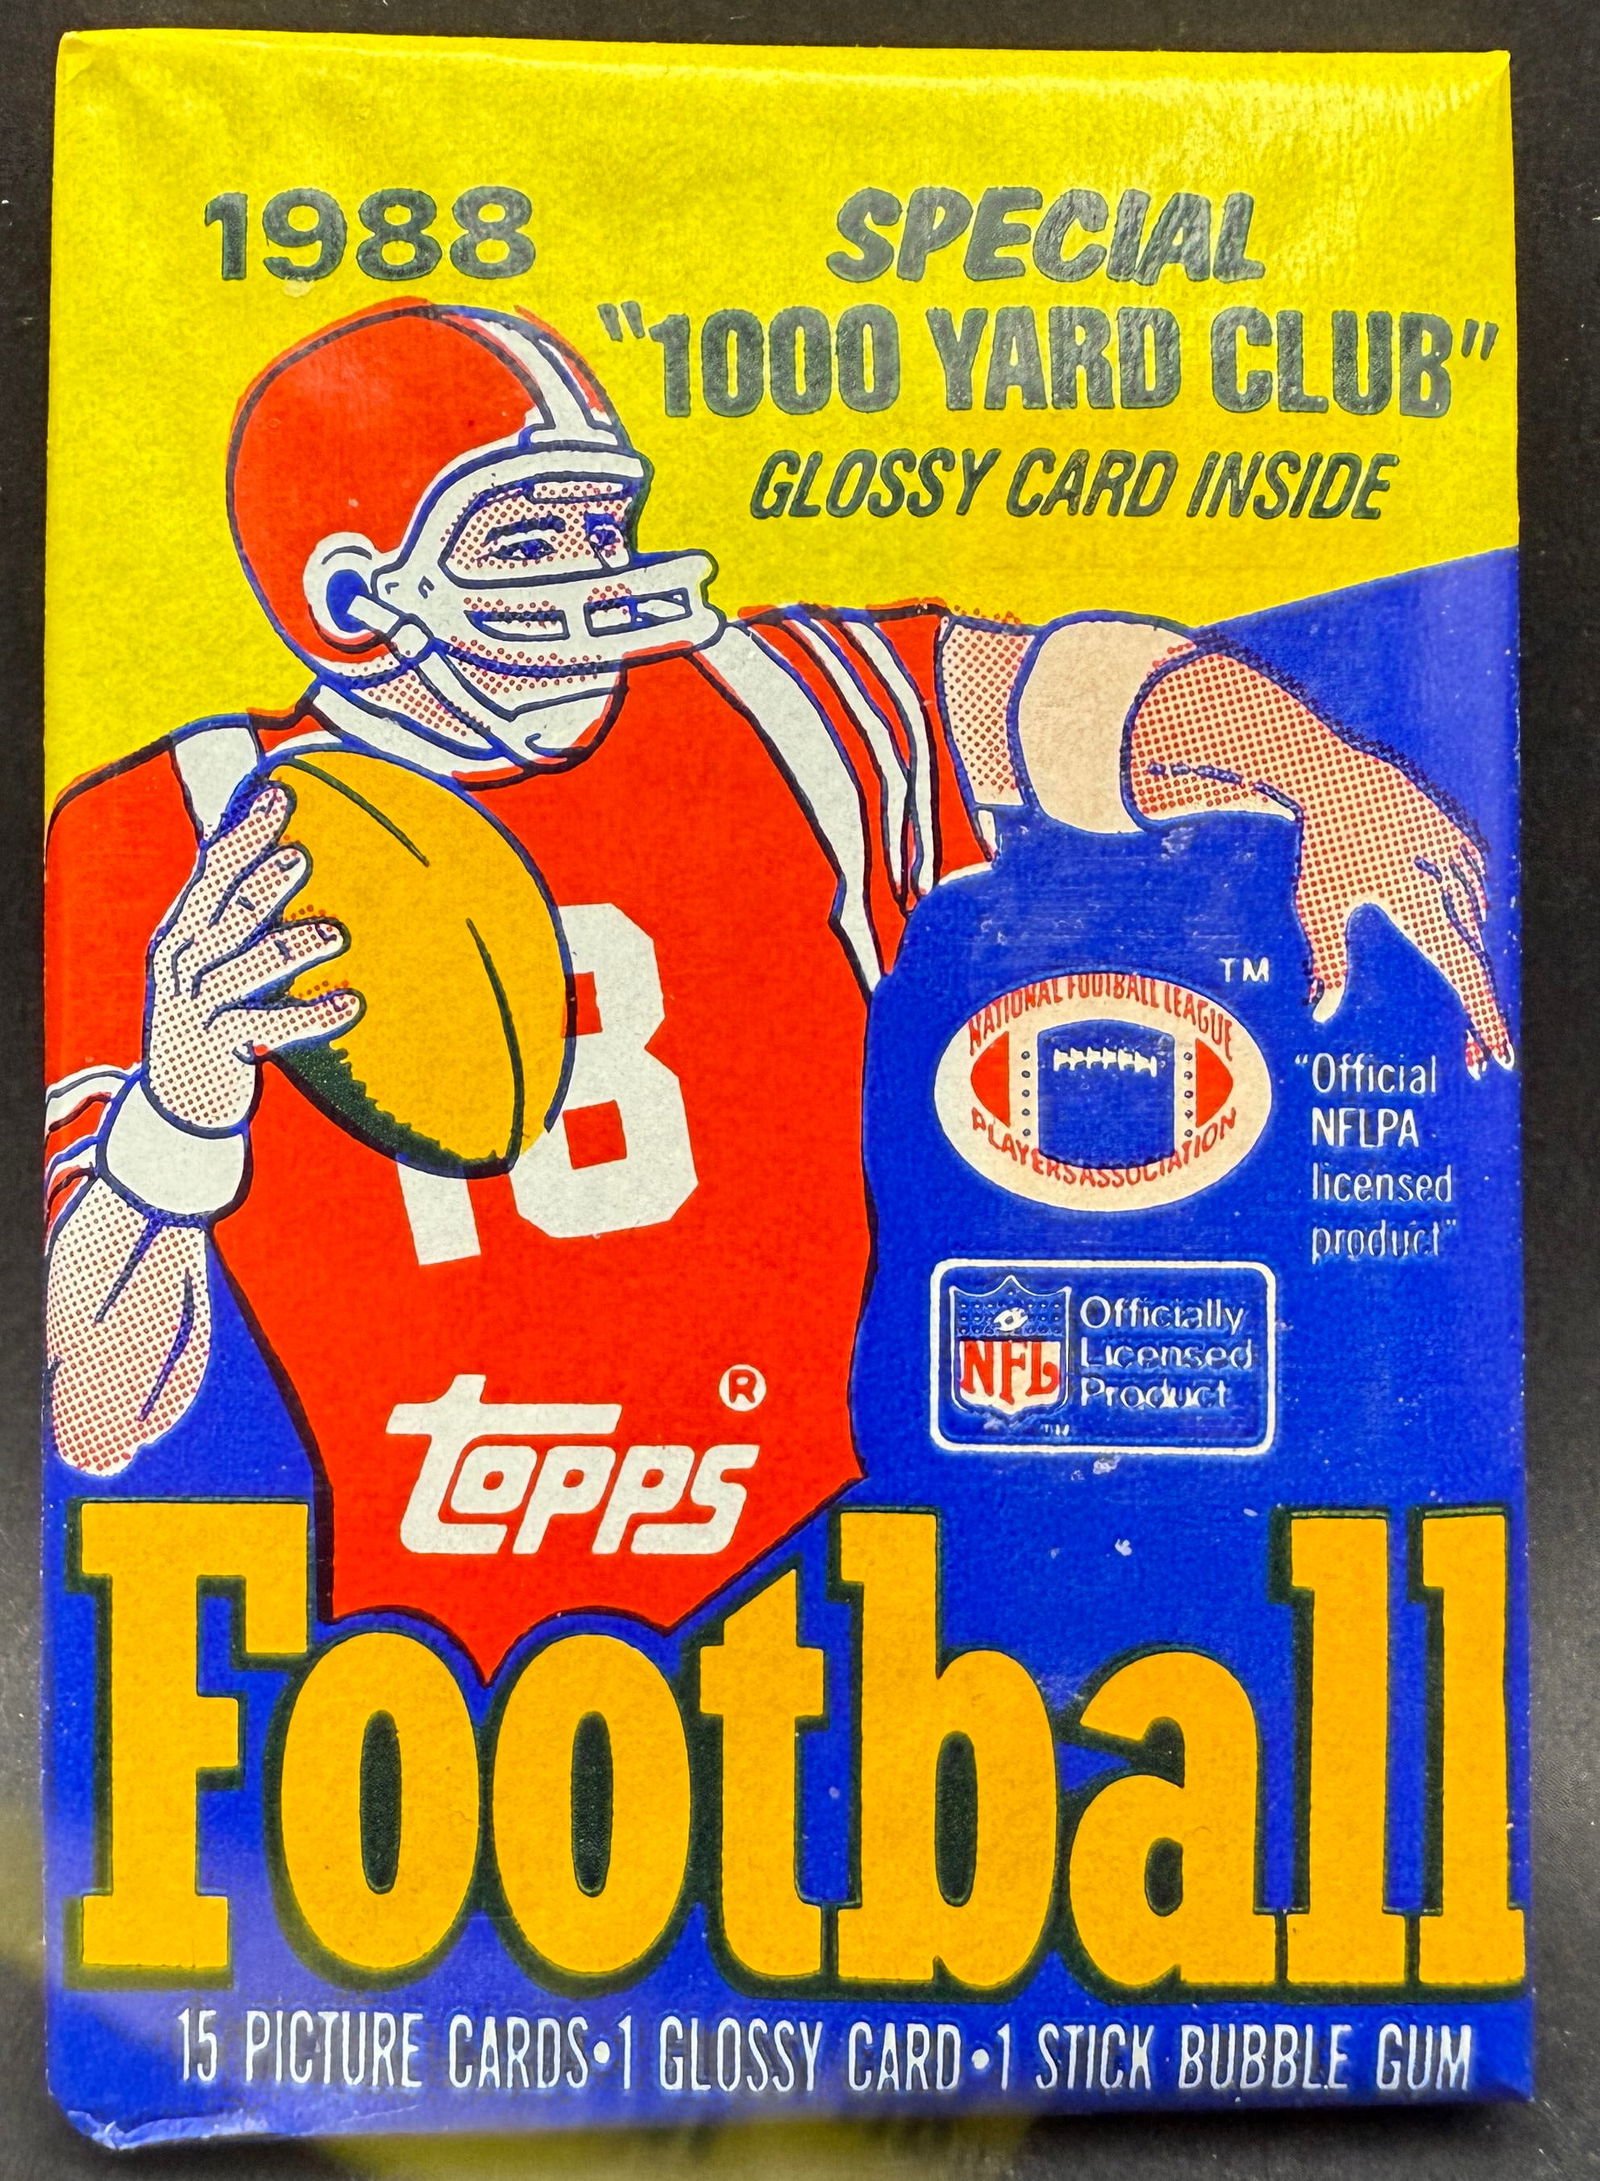 1988
SPECIAL
"1000 YARD CLUB"
GLOSSY CARD INSIDE
18
TM
NATIONAL FOOTBALL LEAGUE
PLAYERS ASSOCIATION
"Official
NFLPA
licensed
product"
NFL
Officially
Licensed
Product
TM
topps ®
Football
15 PICTURE CARDS•1 GLOSSY CARD•1 STICK BUBBLE GUM